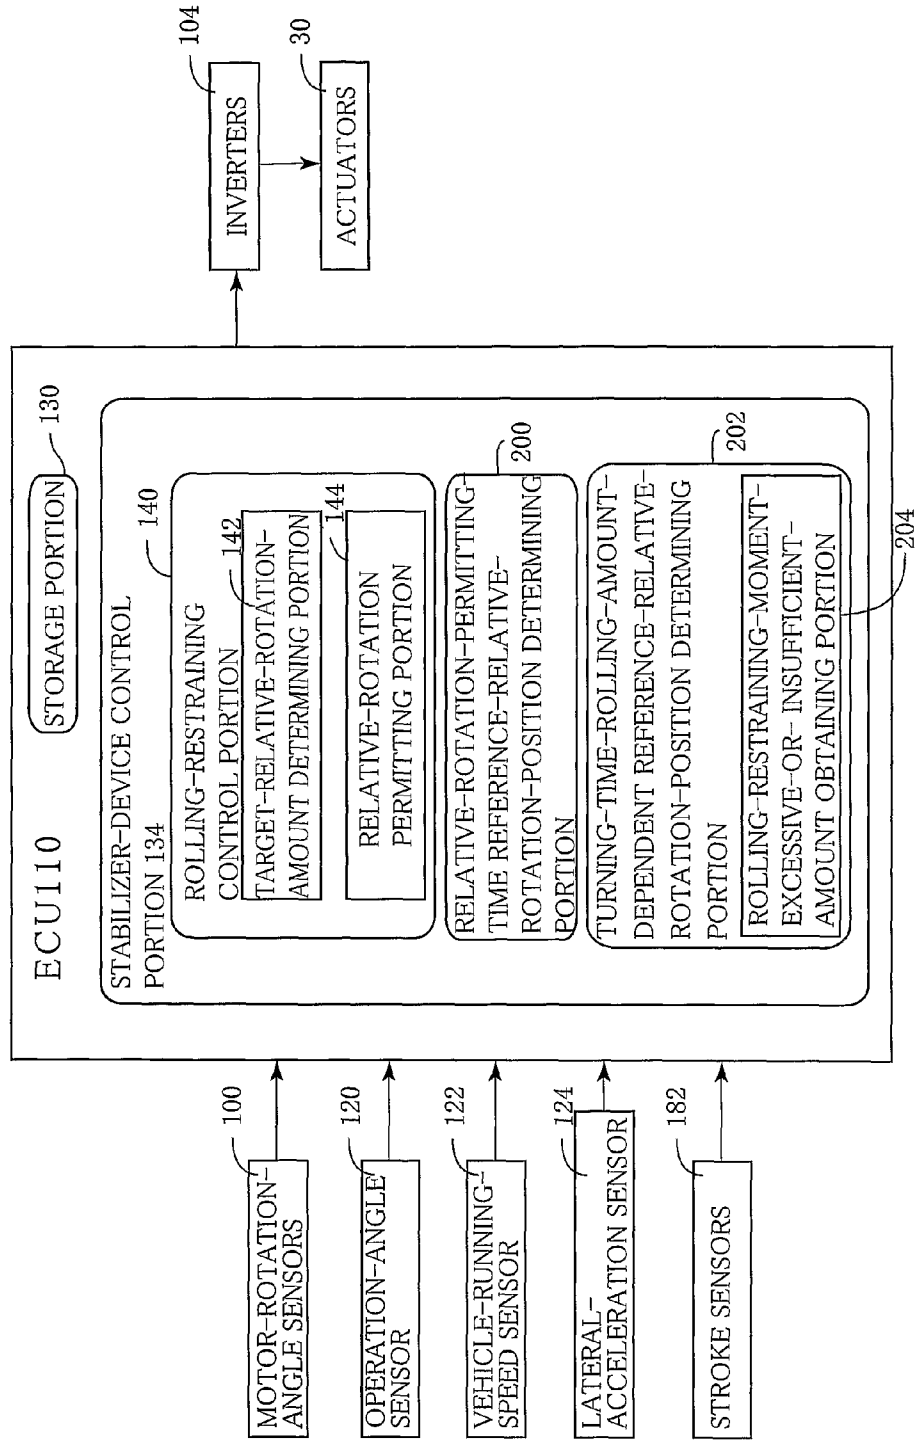 MOTOR-ROTATION-
ANGLE SENSORS
100
OPERATION-ANGLE
SENSOR
120
VEHICLE-RUNNING-
SPEED SENSOR
122
LATERAL-
ACCELERATION SENSOR
124
STROKE SENSORS
182
ECU110
STORAGE PORTION
130
STABILIZER-DEVICE CONTROL
PORTION 134
140
ROLLING-RESTRAINING
CONTROL PORTION
142
TARGET-RELATIVE-ROTATION-
AMOUNT DETERMINING PORTION
144
RELATIVE-ROTATION
PERMITTING PORTION
RELATIVE-ROTATION-PERMITTING-
TIME REFERENCE-RELATIVE-
ROTATION-POSITION DETERMINING
PORTION
200
TURNING-TIME-ROLLING-AMOUNT-
DEPENDENT REFERENCE-RELATIVE-
ROTATION-POSITION DETERMINING
PORTION
202
ROLLING-RESTRAINING-MOMENT-
EXCESSIVE-OR- INSUFFICIENT-
AMOUNT OBTAINING PORTION
204
INVERTERS
104
ACTUATORS
30